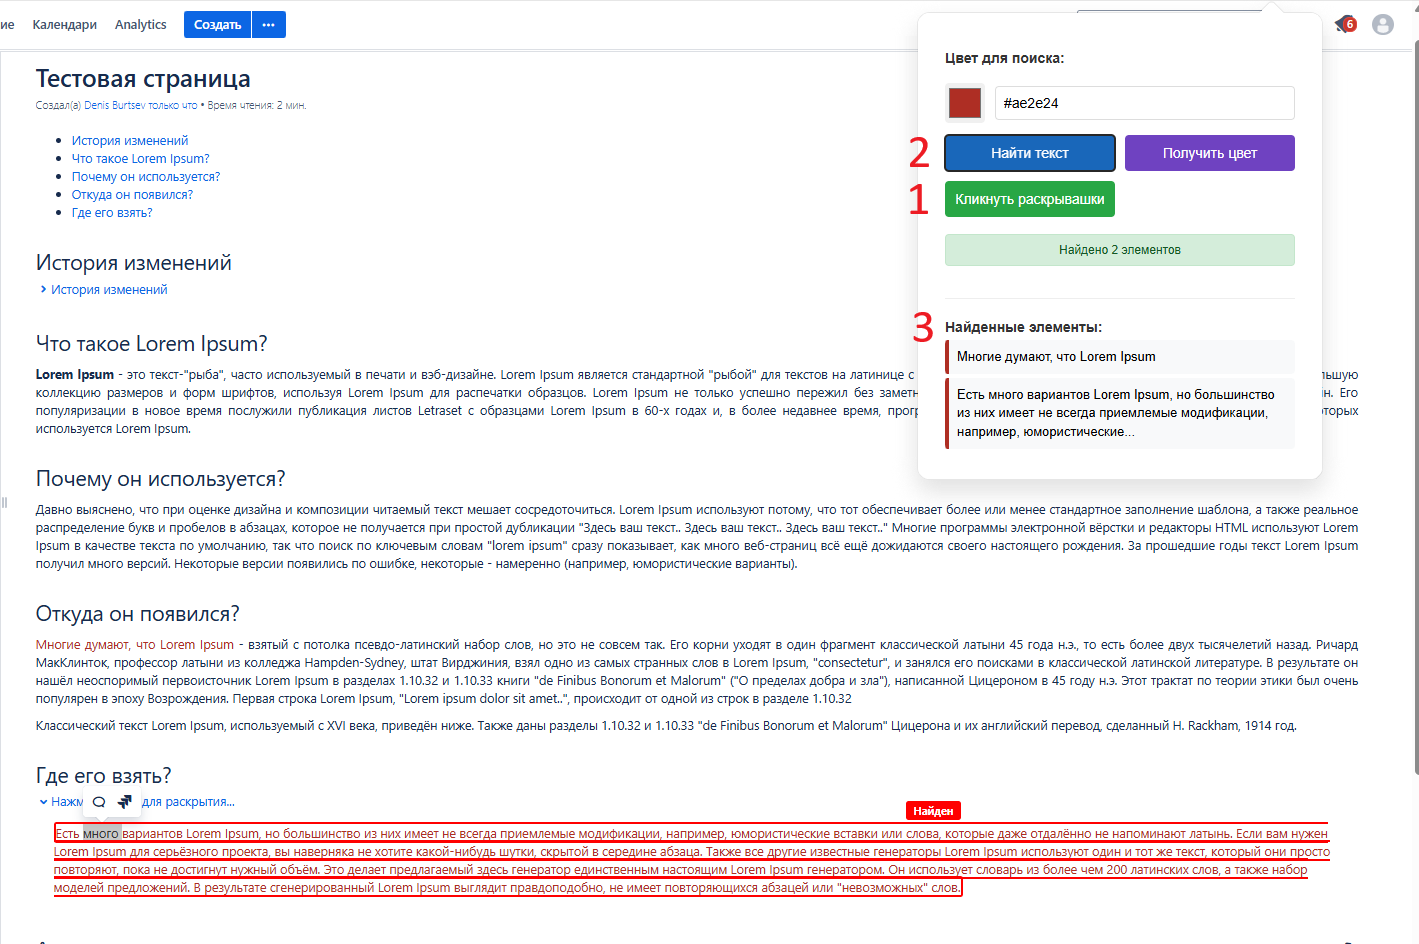 ие Календари Analytics Создать ••• 6
Тестовая страница
Создал(а) Denis Burtsev только что • Время чтения: 2 мин.
• История изменений
• Что такое Lorem Ipsum?
• Почему он используется?
• Откуда он появился?
• Где его взять?
История изменений
История изменений
Что такое Lorem Ipsum?
Lorem Ipsum - это текст-"рыба", часто используемый в печати и вэб-дизайне. Lorem Ipsum является стандартной "рыбой" для текстов на латинице с льшую
коллекцию размеров и форм шрифтов, используя Lorem Ipsum для распечатки образцов. Lorem Ipsum не только успешно пережил без заметн н. Его
популяризации в новое время послужили публикация листов Letraset с образцами Lorem Ipsum в 60-х годах и, в более недавнее время, прогр оторых
используется Lorem Ipsum.
Почему он используется?
Давно выяснено, что при оценке дизайна и композиции читаемый текст мешает сосредоточиться. Lorem Ipsum используют потому, что тот обеспечивает более или менее стандартное заполнение шаблона, а также реальное
распределение букв и пробелов в абзацах, которое не получается при простой дубликации "Здесь ваш текст.. Здесь ваш текст.. Здесь ваш текст.." Многие программы электронной вёрстки и редакторы HTML используют Lorem
Ipsum в качестве текста по умолчанию, так что поиск по ключевым словам "lorem ipsum" сразу показывает, как много веб-страниц всё ещё дожидаются своего настоящего рождения. За прошедшие годы текст Lorem Ipsum
получил много версий. Некоторые версии появились по ошибке, некоторые - намеренно (например, юмористические варианты).
Откуда он появился?
Многие думают, что Lorem Ipsum - взятый с потолка псевдо-латинский набор слов, но это не совсем так. Его корни уходят в один фрагмент классической латыни 45 года н.э., то есть более двух тысячелетий назад. Ричард
МакКлинток, профессор латыни из колледжа Hampden-Sydney, штат Вирджиния, взял одно из самых странных слов в Lorem Ipsum, "consectetur", и занялся его поисками в классической латинской литературе. В результате он
нашёл неоспоримый первоисточник Lorem Ipsum в разделах 1.10.32 и 1.10.33 книги "de Finibus Bonorum et Malorum" ("О пределах добра и зла"), написанной Цицероном в 45 году н.э. Этот трактат по теории этики был очень
популярен в эпоху Возрождения. Первая строка Lorem Ipsum, "Lorem ipsum dolor sit amet..", происходит от одной из строк в разделе 1.10.32
Классический текст Lorem Ipsum, используемый с XVI века, приведён ниже. Также даны разделы 1.10.32 и 1.10.33 "de Finibus Bonorum et Malorum" Цицерона и их английский перевод, сделанный H. Rackham, 1914 год.
Где его взять?
Нажм для раскрытия...
Найден
Есть много вариантов Lorem Ipsum, но большинство из них имеет не всегда приемлемые модификации, например, юмористические вставки или слова, которые даже отдалённо не напоминают латынь. Если вам нужен
Lorem Ipsum для серьёзного проекта, вы наверняка не хотите какой-нибудь шутки, скрытой в середине абзаца. Также все другие известные генераторы Lorem Ipsum используют один и тот же текст, который они просто
повторяют, пока не достигнут нужный объём. Это делает предлагаемый здесь генератор единственным настоящим Lorem Ipsum генератором. Он использует словарь из более чем 200 латинских слов, а также набор
моделей предложений. В результате сгенерированный Lorem Ipsum выглядит правдоподобно, не имеет повторяющихся абзацей или "невозможных" слов.
Цвет для поиска:
#ae2e24
2 Найти текст Получить цвет
1 Кликнуть раскрывашки
Найдено 2 элементов
3 Найденные элементы:
Многие думают, что Lorem Ipsum
Есть много вариантов Lorem Ipsum, но большинство
из них имеет не всегда приемлемые модификации,
например, юмористические...